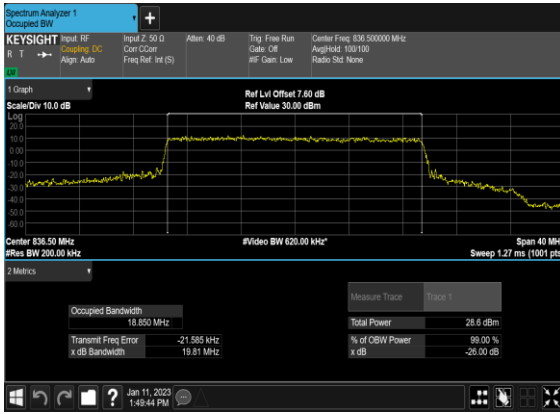 Spectrum Analyzer 1
Occupied BW
+
KEYSIGHT
R T
LW
Input: RF
Coupling: DC
Align: Auto
Input Z: 50 Ω
Corr CCorr
Freq Ref: Int (S)
Atten: 40 dB
Trig: Free Run
Gate: Off
#IF Gain: Low
Center Freq: 836.500000 MHz
Avg|Hold: 100/100
Radio Std: None
1 Graph
Scale/Div 10.0 dB
Ref Lvl Offset 7.60 dB
Ref Value 30.00 dBm
Log
20.0
10.0
0.00
-10.0
-20.0
-30.0
-40.0
-50.0
-60.0
Center 836.50 MHz
#Res BW 200.00 kHz
#Video BW 620.00 kHz*
Span 40 MH
Sweep 1.27 ms (1001 pts
2 Metrics
Measure Trace
Trace 1
Occupied Bandwidth
18.850 MHz
Total Power
28.6 dBm
Transmit Freq Error
-21.585 kHz
% of OBW Power
99.00 %
x dB Bandwidth
19.81 MHz
x dB
-26.00 dB
?
Jan 11, 2023
1:49:44 PM